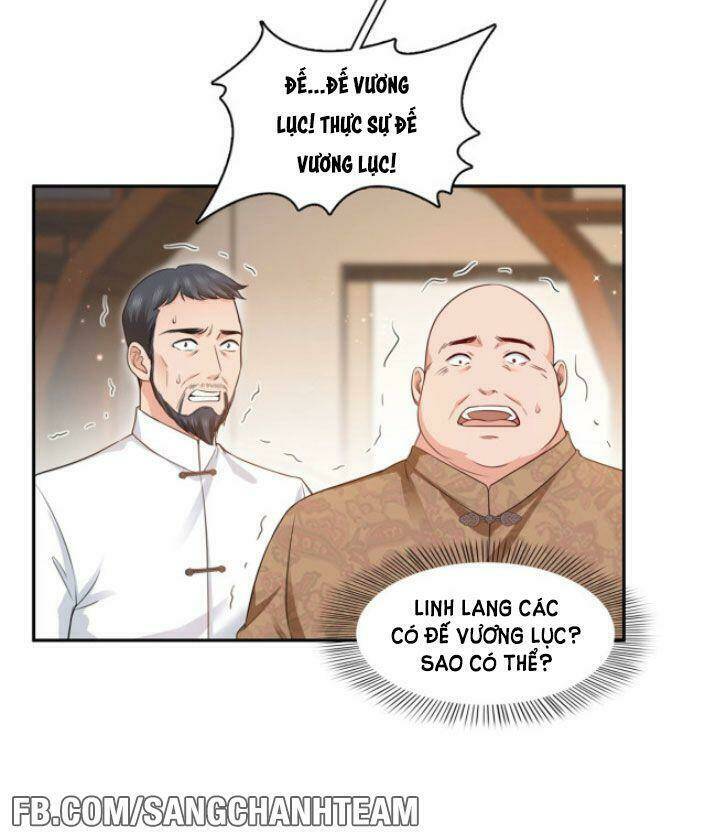 ĐẾ...ĐẾ VƯƠNG
LỤC! THỰC SỰ ĐẾ
VƯƠNG LỤC!
LINH LANG CÁC
CÓ ĐẾ VƯƠNG LỤC?
SAO CÓ THỂ?
FB.COM/SANGCHANHTEAM